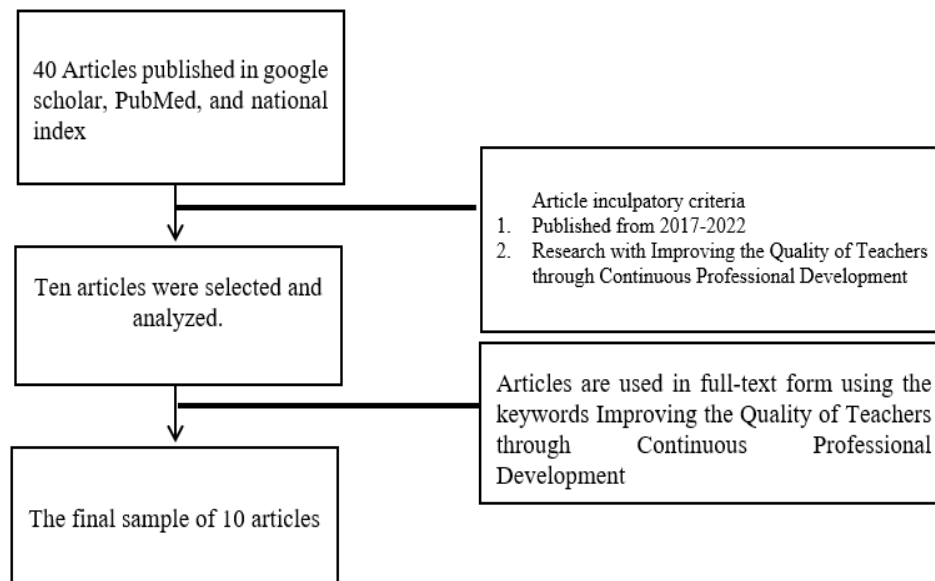 40 Articles published in google
scholar, PubMed, and national
index
Article inculpatory criteria
1. Published from 2017-2022
2. Research with Improving the Quality of Teachers
through Continuous Professional Development
Ten articles were selected and
analyzed.
Articles are used in full-text form using the
keywords Improving the Quality of Teachers
through Continuous Professional
Development
The final sample of 10 articles